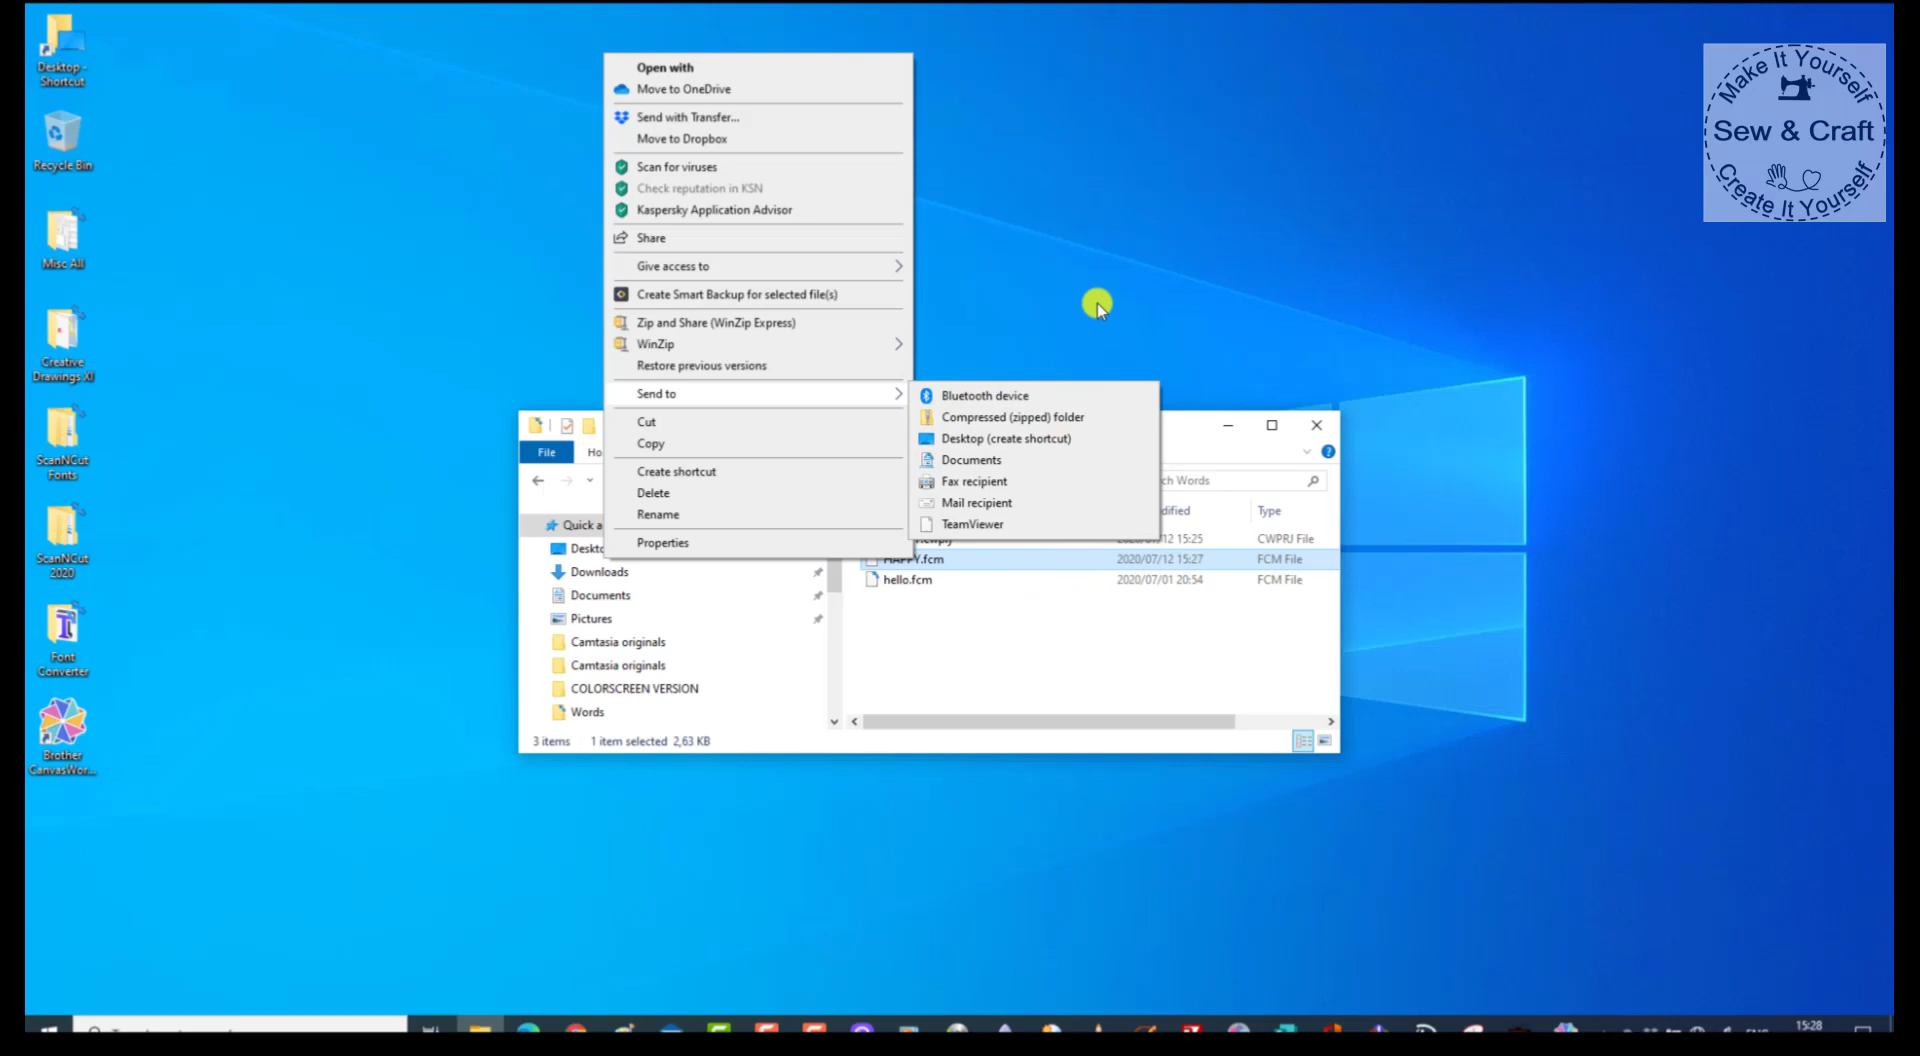 Desktop -
Shortcut
Recycle Bin
Misc All
Creative
Drawings XI
ScanNCut
Fonts
ScanNCut
2020
Font
Converter
Brother
CanvasWor...
Open with
Move to OneDrive
Send with Transfer...
Move to Dropbox
Scan for viruses
Check reputation in KSN
Kaspersky Application Advisor
Share
Give access to
Create Smart Backup for selected file(s)
Zip and Share (WinZip Express)
WinZip
Restore previous versions
Send to
Cut
Copy
Create shortcut
Delete
Rename
Properties
Bluetooth device
Compressed (zipped) folder
Desktop (create shortcut)
Documents
Fax recipient
Mail recipient
TeamViewer
File
Type
2020/07/12 15:25 CWPRJ File
HAPPY.fcm 2020/07/12 15:27 FCM File
hello.fcm 2020/07/01 20:54 FCM File
Downloads
Documents
Pictures
Camtasia originals
Camtasia originals
COLORSCREEN VERSION
Words
3 items 1 item selected 2,63 KB
Make It Yourself
Sew & Craft
Create It Yourself
15:28